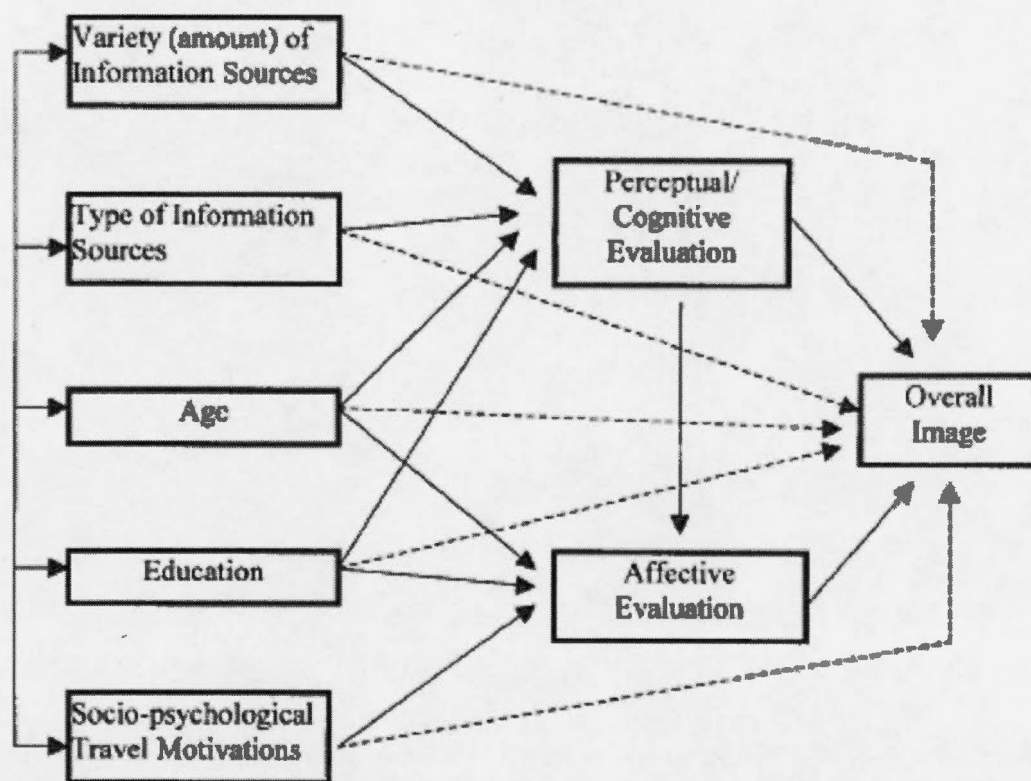 Variety (amount) of
Information Sources
Type of Information
Sources
Age
Education
Socio-psychological
Travel Motivations
Perceptual/
Cognitive
Evaluation
Affective
Evaluation
Overall
Image